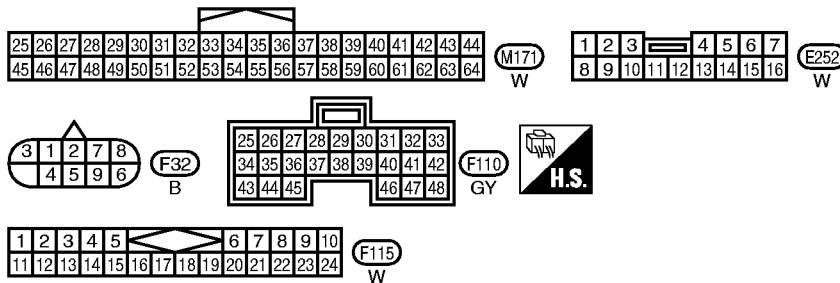 25 26 27 28 29 30 31 32 33 34 35 36 37 38 39 40 41 42 43 44
45 46 47 48 49 50 51 52 53 54 55 56 57 58 59 60 61 62 63 64
M171
W
1 2 3 4 5 6 7
8 9 10 11 12 13 14 15 16
E252
W
3 1 2 7 8
4 5 9 6
F32
B
25 26 27 28 29 30 31 32 33
34 35 36 37 38 39 40 41 42
43 44 45 46 47 48
F110
GY
H.S.
1 2 3 4 5 6 7 8 9 10
11 12 13 14 15 16 17 18 19 20 21 22 23 24
F115
W